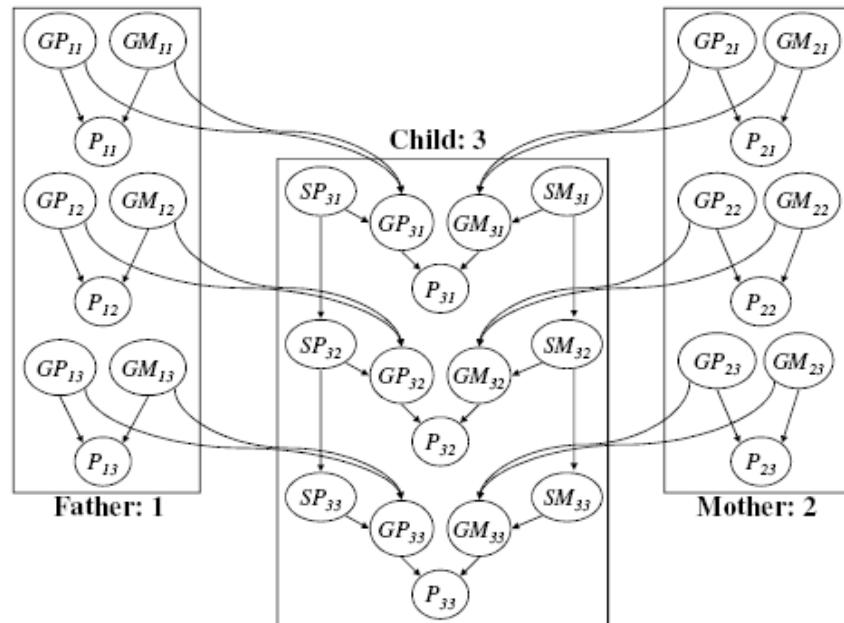 GP11 GM11 GP21 GM21
P11 Child: 3 P21
SP31 SM31
GP12 GM12 GP31 GM31 GP22 GM22
P12 P31 P22
SP32 SM32
GP13 GM13 GP32 GM32 GP23 GM23
P13 P32 P23
SP33 SM33
Father: 1 GP33 GM33 Mother: 2
P33